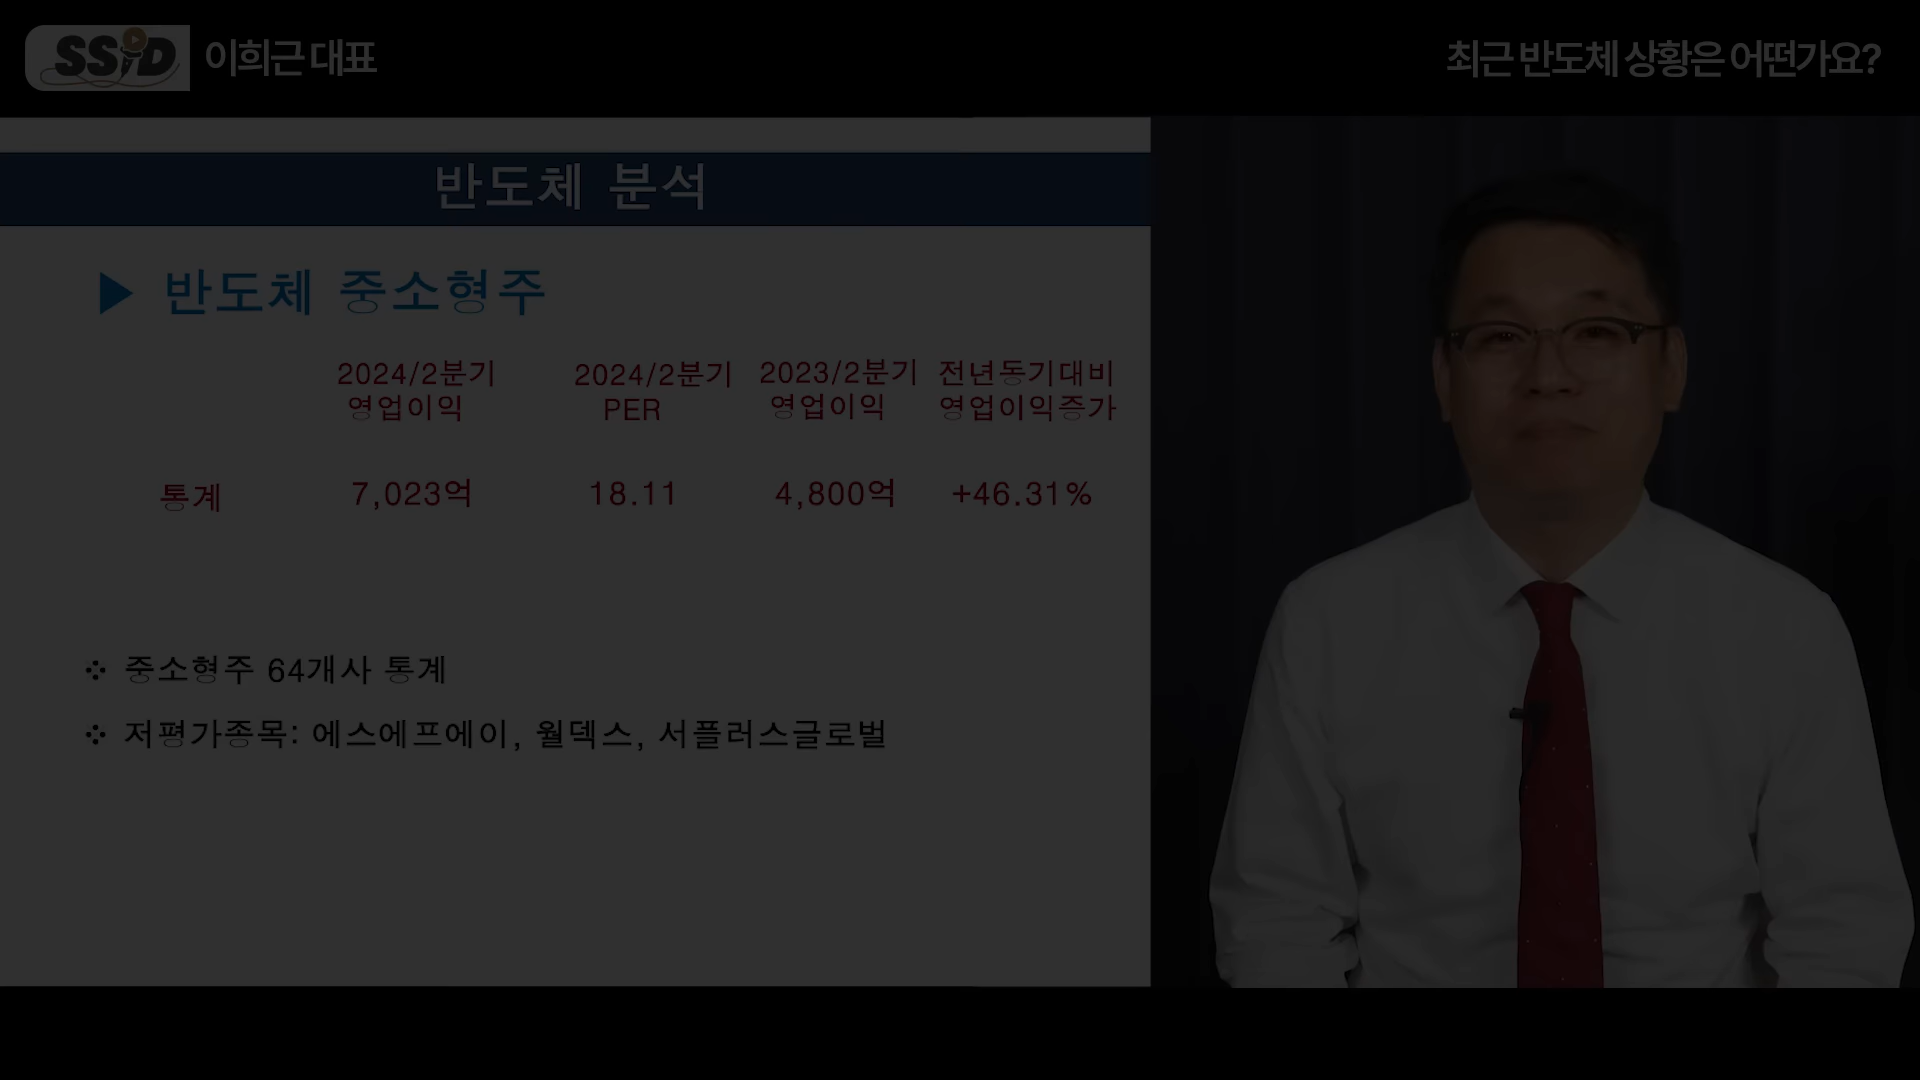 SSiD 이희근 대표
최근 반도체 상황은 어떤가요?
반도체 분석
▶ 반도체 중소형주
2024/2분기 2024/2분기 2023/2분기 전년동기대비
영업이익 PER 영업이익 영업이익증가
통계 7,023억 18.11 4,800억 +46.31%
중소형주 64개사 통계
저평가종목: 에스에프에이, 월덱스, 서플러스글로벌